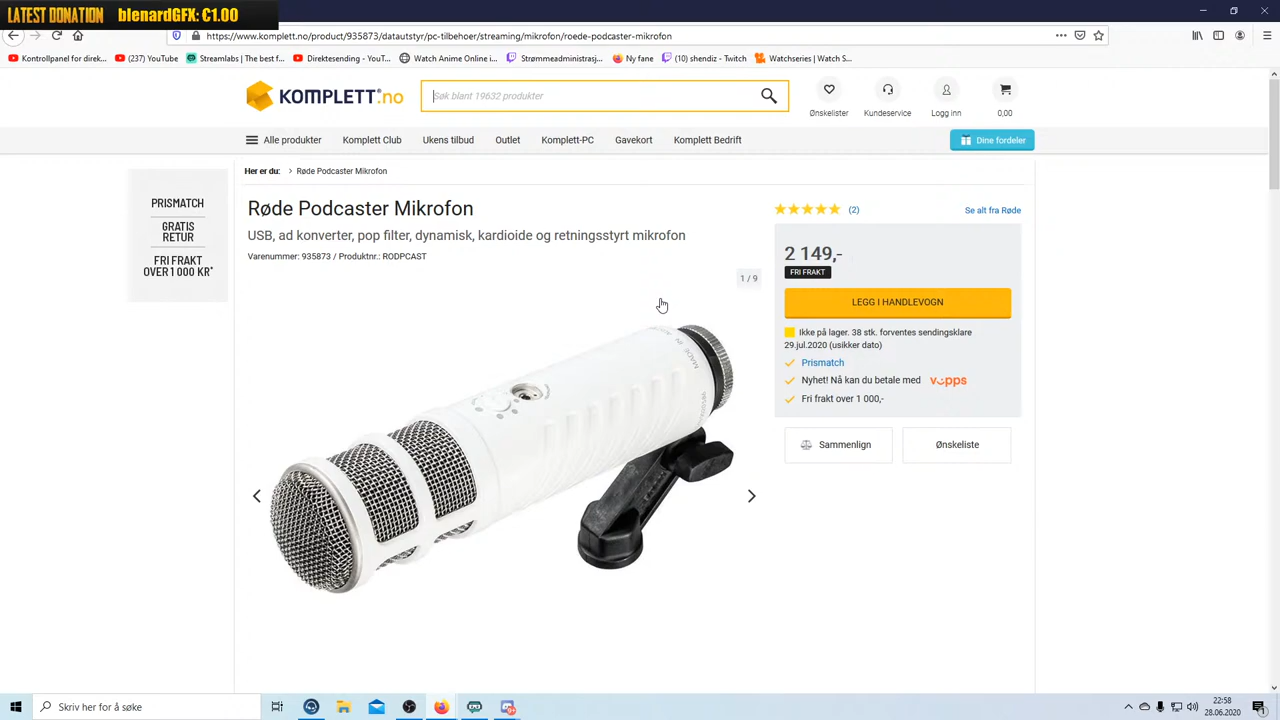 LATEST DONATION blenardGFX: C1.00
https://www.komplett.no/product/935873/datautstyr/pc-tilbehoer/streaming/mikrofon/roede-podcaster-mikrofon
Kontrollpanel for direk... (237) YouTube Streamlabs | The best f... Direktesending - YouT... Watch Anime Online i... Strømmeadministrasj... Ny fane (10) shendiz - Twitch Watchseries | Watch S...
KOMPLETT.no
Søk blant 19632 produkter
Ønskelister Kundeservice Logg inn 0,00
Alle produkter Komplett Club Ukens tilbud Outlet Komplett-PC Gavekort Komplett Bedrift Dine fordeler
Her er du: > Røde Podcaster Mikrofon
PRISMATCH
GRATIS
RETUR
FRI FRAKT
OVER 1 000 KR*
Røde Podcaster Mikrofon
USB, ad konverter, pop filter, dynamisk, kardioide og retningsstyrt mikrofon
Varenummer: 935873 / Produktnr.: RODPCAST
1 / 9
(2) Se alt fra Røde
2 149,-
FRI FRAKT
LEGG I HANDLEVOGN
Ikke på lager. 38 stk. forventes sendingsklare
29.jul.2020 (usikker dato)
Prismatch
Nyhet! Nå kan du betale med vipps
Fri frakt over 1 000,-
Sammenlign Ønskeliste
Skriv her for å søke
22:58
28.06.2020